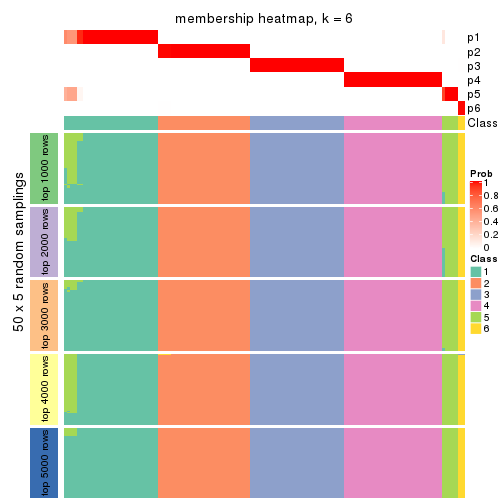 membership heatmap, k = 6
p1
p2
p3
p4
p5
p6
Class
50 x 5 random samplings
top 1000 rows
top 2000 rows
top 3000 rows
top 4000 rows
top 5000 rows
Prob
1
0.8
0.6
0.4
0.2
0
Class
1
2
3
4
5
6